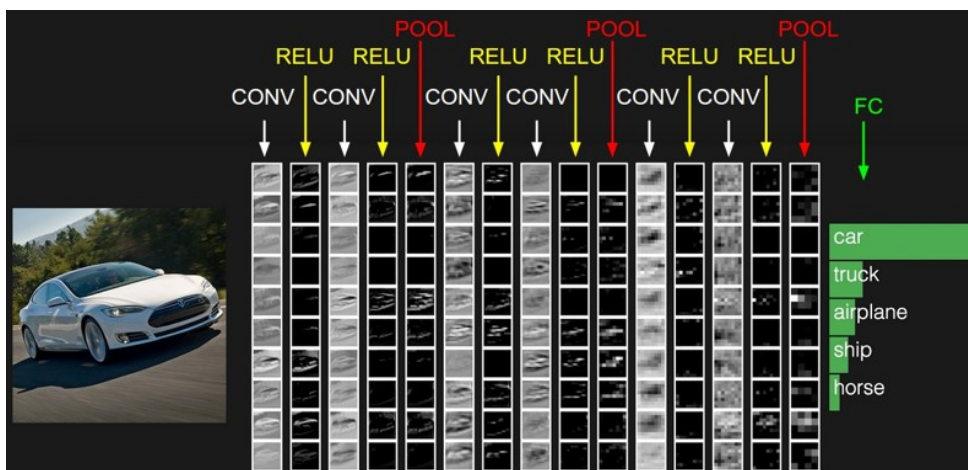 POOL POOL POOL
RELU RELU RELU RELU RELU RELU
CONV CONV CONV CONV CONV CONV
FC
car
truck
airplane
ship
horse